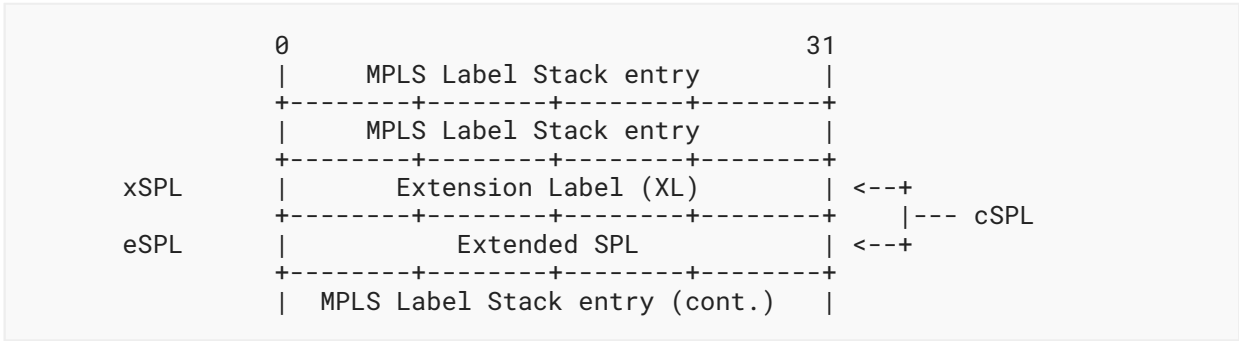 0                                  31
|     MPLS Label Stack entry        |
+--------+--------+--------+--------+
|     MPLS Label Stack entry        |
+--------+--------+--------+--------+
xSPL      |       Extension Label (XL)        | <--+
+--------+--------+--------+--------+    |--- cSPL
eSPL      |           Extended SPL            | <--+
+--------+--------+--------+--------+
|  MPLS Label Stack entry (cont.)   |